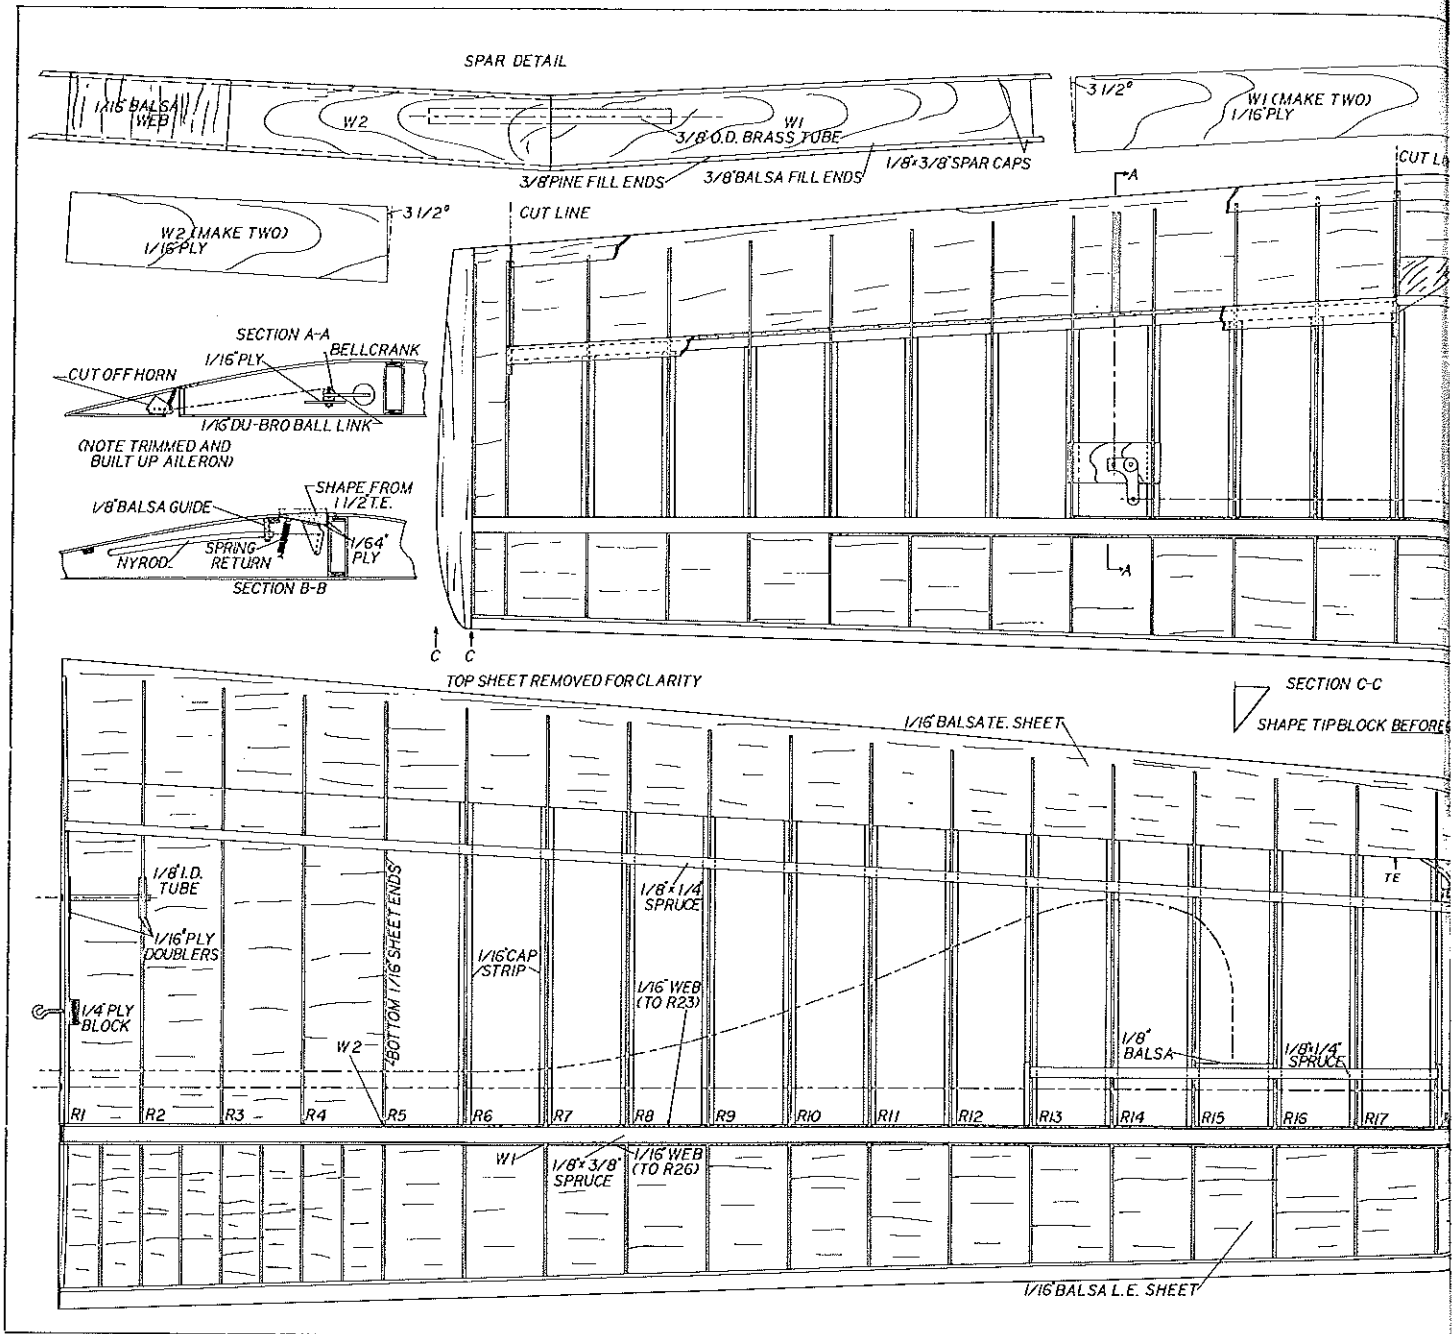 SPAR DETAIL
1/16" BALSA
WEB
W2
W1
3/8" O.D. BRASS TUBE
3/8" PINE FILL ENDS
3/8" BALSA FILL ENDS
1/8"x3/8" SPAR CAPS
3 1/2°
W1 (MAKE TWO)
1/16" PLY
W2 (MAKE TWO)
1/16" PLY
3 1/2°
CUT LINE
A
CUT
SECTION A-A
1/16" PLY
BELLCRANK
CUT OFF HORN
1/16" DU-BRO BALL LINK
(NOTE TRIMMED AND
BUILT UP AILERON)
SHAPE FROM
1 1/2" T.E.
1/8" BALSA GUIDE
NYROD
SPRING
RETURN
1/64"
PLY
SECTION B-B
A
C C
TOP SHEET REMOVED FOR CLARITY
SECTION C-C
SHAPE TIP BLOCK BEFORE
1/16" BALSA T.E. SHEET
1/8" I.D.
TUBE
1/16" PLY
DOUBLERS
1/4" PLY
BLOCK
BOTTOM 1/16" SHEET ENDS
1/16" CAP
STRIP
1/8"x1/4"
SPRUCE
TE
1/16" WEB
(TO R23)
W2
1/8"
BALSA
1/8"x1/4"
SPRUCE
R1 R2 R3 R4 R5 R6 R7 R8 R9 R10 R11 R12 R13 R14 R15 R16 R17
W1
1/8"x3/8"
SPRUCE
1/16" WEB
(TO R26)
1/16" BALSA L.E. SHEET